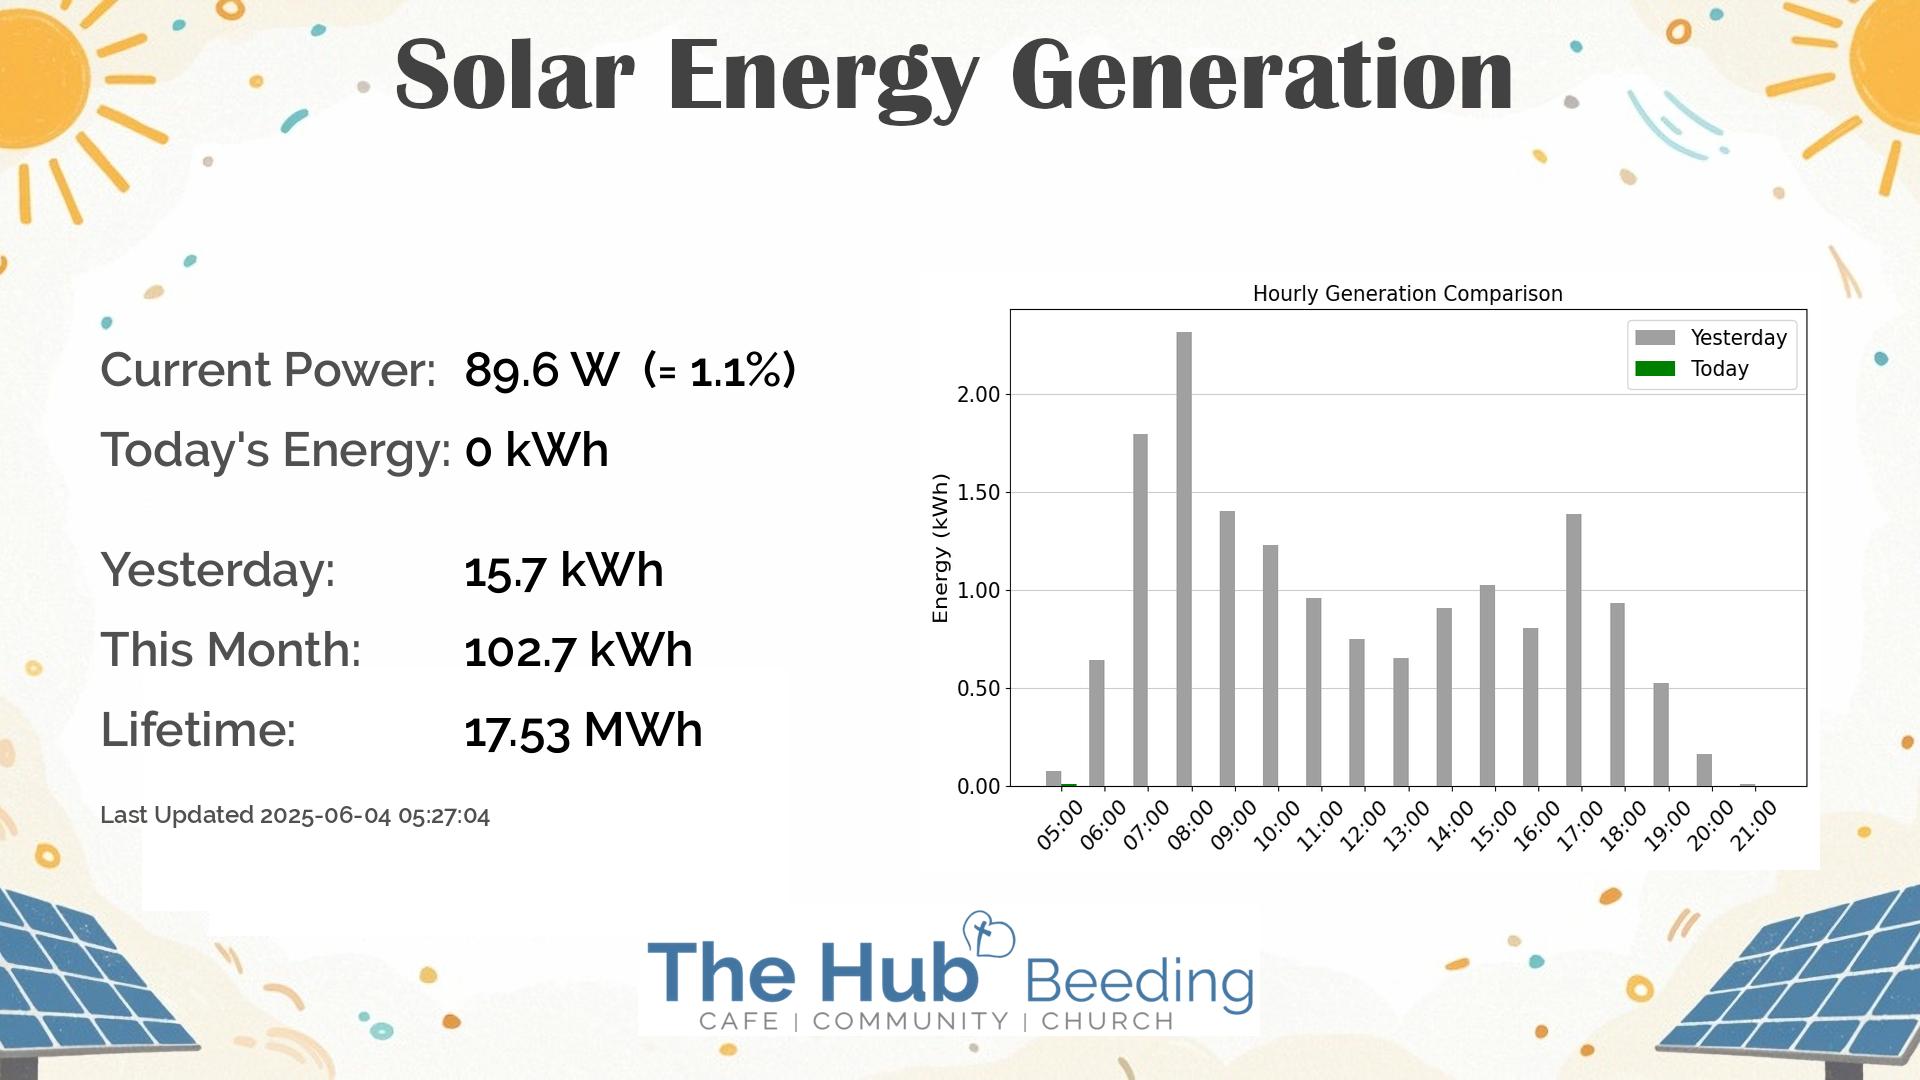 Solar Energy Generation
Current Power: 89.6 W (= 1.1%)
Today's Energy: 0 kWh
Yesterday: 15.7 kWh
This Month: 102.7 kWh
Lifetime: 17.53 MWh
Last Updated 2025-06-04 05:27:04
Hourly Generation Comparison
Yesterday
Today
Energy (kWh)
2.00
1.50
1.00
0.50
0.00
05:00 06:00 07:00 08:00 09:00 10:00 11:00 12:00 13:00 14:00 15:00 16:00 17:00 18:00 19:00 20:00 21:00
The Hub Beeding
CAFE | COMMUNITY | CHURCH